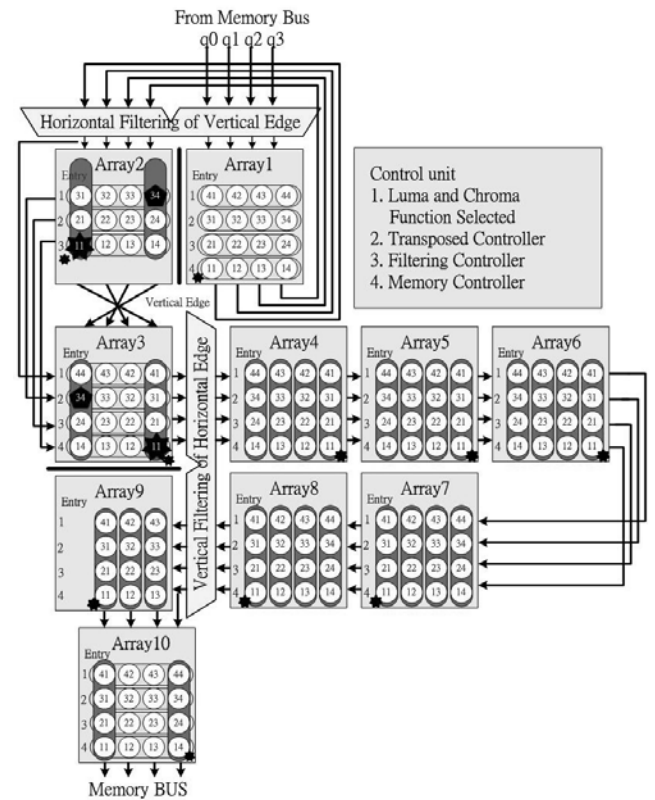 From Memory Bus
q0 q1 q2 q3
Horizontal Filtering of Vertical Edge
Array2
Entry
1 31 32 33 34
2 21 22 23 24
3 11 12 13 14
Array1
Entry
1 41 42 43 44
2 31 32 33 34
3 21 22 23 24
4 11 12 13 14
Control unit
1. Luma and Chroma
Function Selected
2. Transposed Controller
3. Filtering Controller
4. Memory Controller
Vertical Edge
Array3
Entry
1 44 43 42 41
2 34 33 32 31
3 24 23 22 21
4 14 13 12 11
Vertical Filtering of Horizontal Edge
Array4
Entry
1 44 43 42 41
2 34 33 32 31
3 24 23 22 21
4 14 13 12 11
Array5
Entry
1 44 43 42 41
2 34 33 32 31
3 24 23 22 21
4 14 13 12 11
Array6
Entry
1 44 43 42 41
2 34 33 32 31
3 24 23 22 21
4 14 13 12 11
Array9
Entry
1 41 42 43
2 31 32 33
3 21 22 23
4 11 12 13
Array8
Entry
1 41 42 43 44
2 31 32 33 34
3 21 22 23 24
4 11 12 13 14
Array7
Entry
1 41 42 43 44
2 31 32 33 34
3 21 22 23 24
4 11 12 13 14
Array10
Entry
1 41 42 43 44
2 31 32 33 34
3 21 22 23 24
4 11 12 13 14
Memory BUS